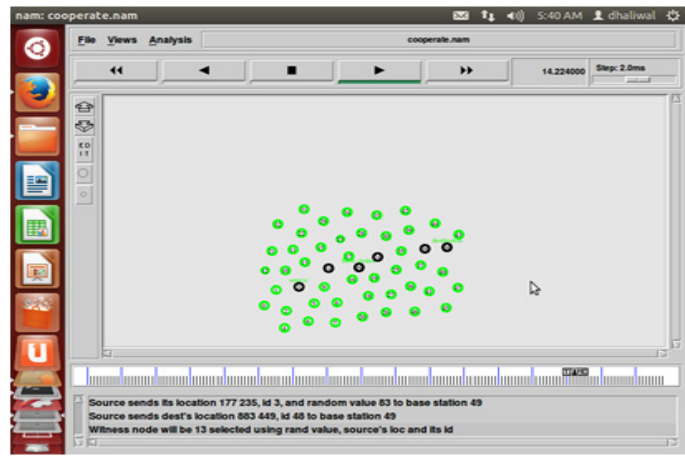 nam: cooperate.nam
5:40 AM dhaliwal
File Views Analysis cooperate.nam
14.224000 Step: 2.0ms
ED
IT
Source sends its location 177 235, id 3, and random value 83 to base station 49
Source sends dest's location 883 449, id 48 to base station 49
Witness node will be 13 selected using rand value, source's loc and its id